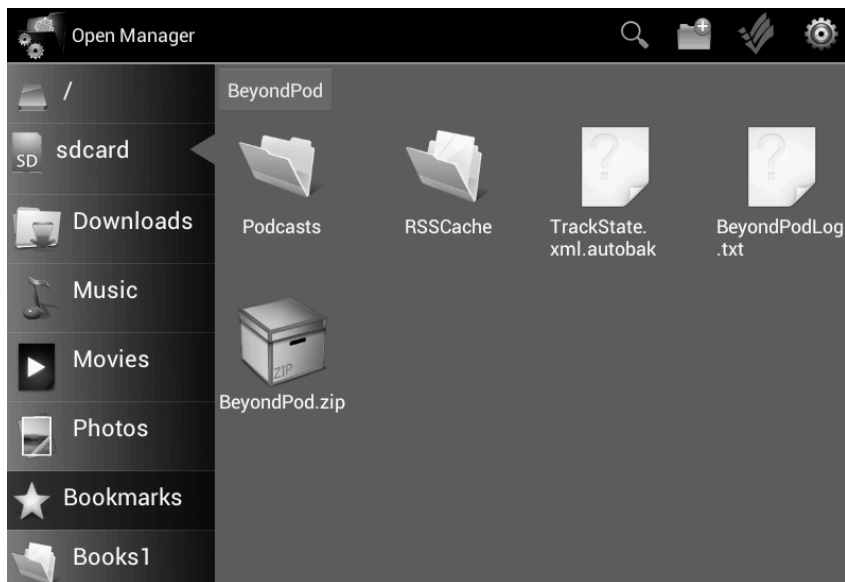 Open Manager
/
SD
sdcard
Downloads
Music
Movies
Photos
Bookmarks
Books1
BeyondPod
Podcasts
RSSCache
TrackState.
xml.autobak
BeyondPodLog
.txt
ZIP
BeyondPod.zip